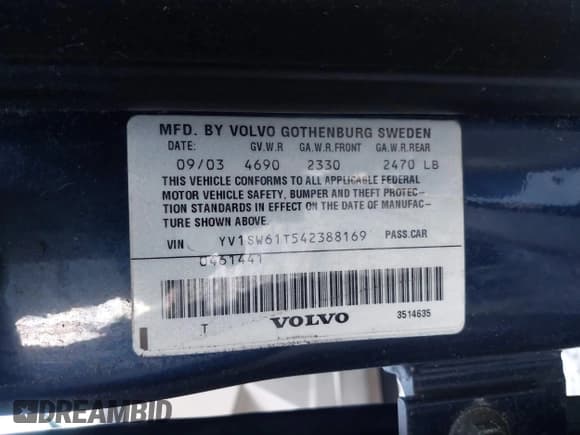 MFD. BY VOLVO GOTHENBURG SWEDEN
DATE: GV.W.R GA.W.R.FRONT GA.W.R.REAR
09/03 4690 2330 2470 LB
THIS VEHICLE CONFORMS TO ALL APPLICABLE FEDERAL
MOTOR VEHICLE SAFETY, BUMPER AND THEFT PROTEC-
TION STANDARDS IN EFFECT ON THE DATE OF MANUFAC-
TURE SHOWN ABOVE.
VIN YV1SW61T542388169 PASS.CAR
0461441
T VOLVO 3514635
DREAMBID